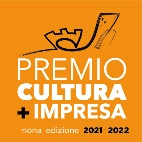 PREMIO
CULTURA
+ IMPRESA
nona edizione 2021-2022